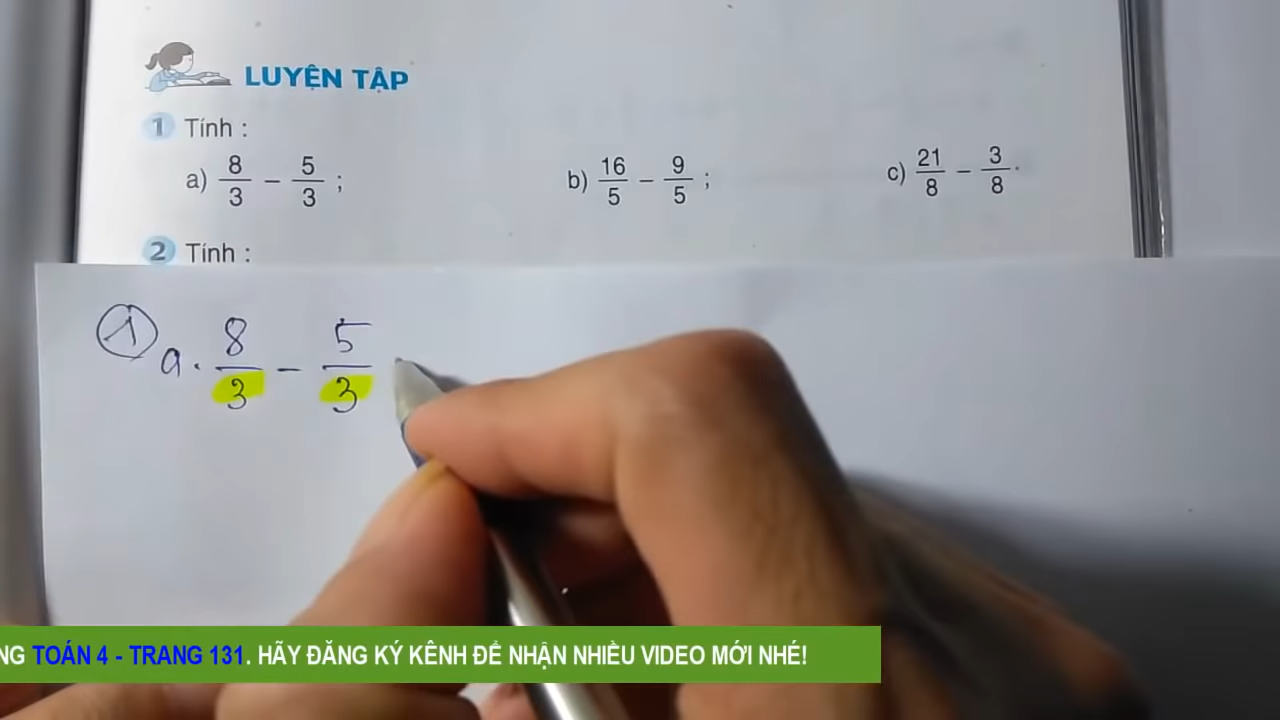 LUYỆN TẬP
1 Tính :
a) 8/3 - 5/3 ; b) 16/5 - 9/5 ; c) 21/8 - 3/8 .
2 Tính :
1 a. 8/3 - 5/3
NG TOÁN 4 - TRANG 131. HÃY ĐĂNG KÝ KÊNH ĐỂ NHẬN NHIỀU VIDEO MỚI NHÉ!